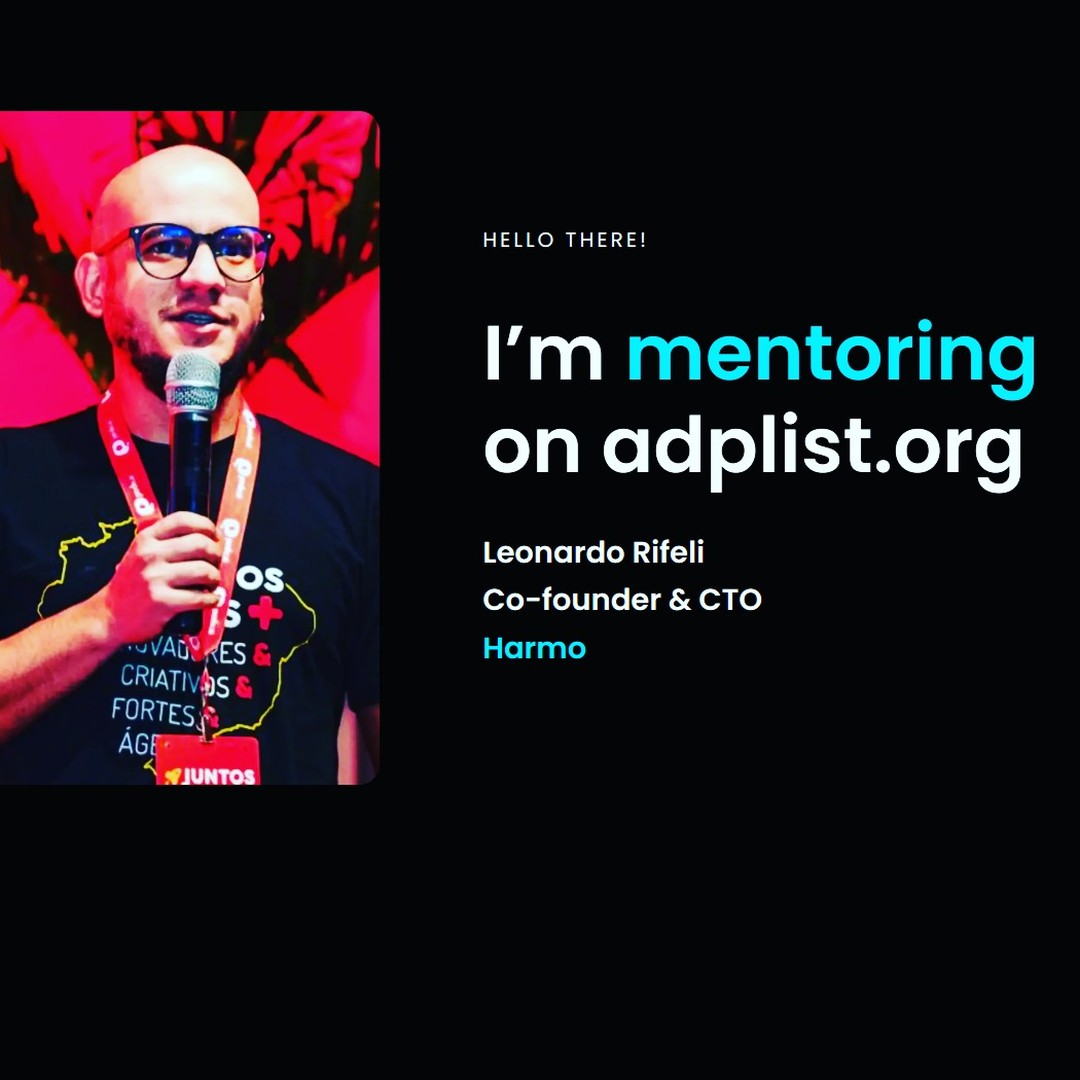 HELLO THERE!
I’m mentoring
on adplist.org
Leonardo Rifeli
Co-founder & CTO
Harmo
&
CRIATIVOS &
FORTES
JUNTOS